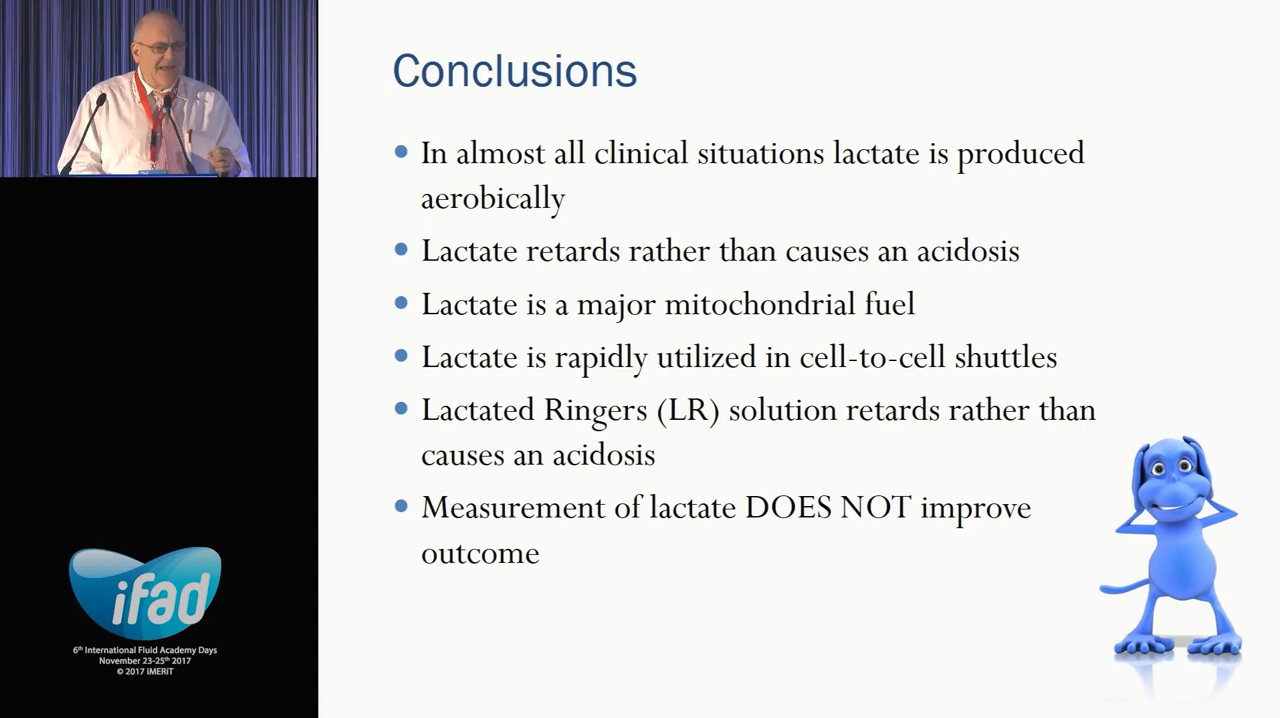 Conclusions
In almost all clinical situations lactate is produced
aerobically
Lactate retards rather than causes an acidosis
Lactate is a major mitochondrial fuel
Lactate is rapidly utilized in cell-to-cell shuttles
Lactated Ringers (LR) solution retards rather than
causes an acidosis
Measurement of lactate DOES NOT improve
outcome
ifad
6th International Fluid Academy Days
November 23-25th 2017
© 2017 iMERiT